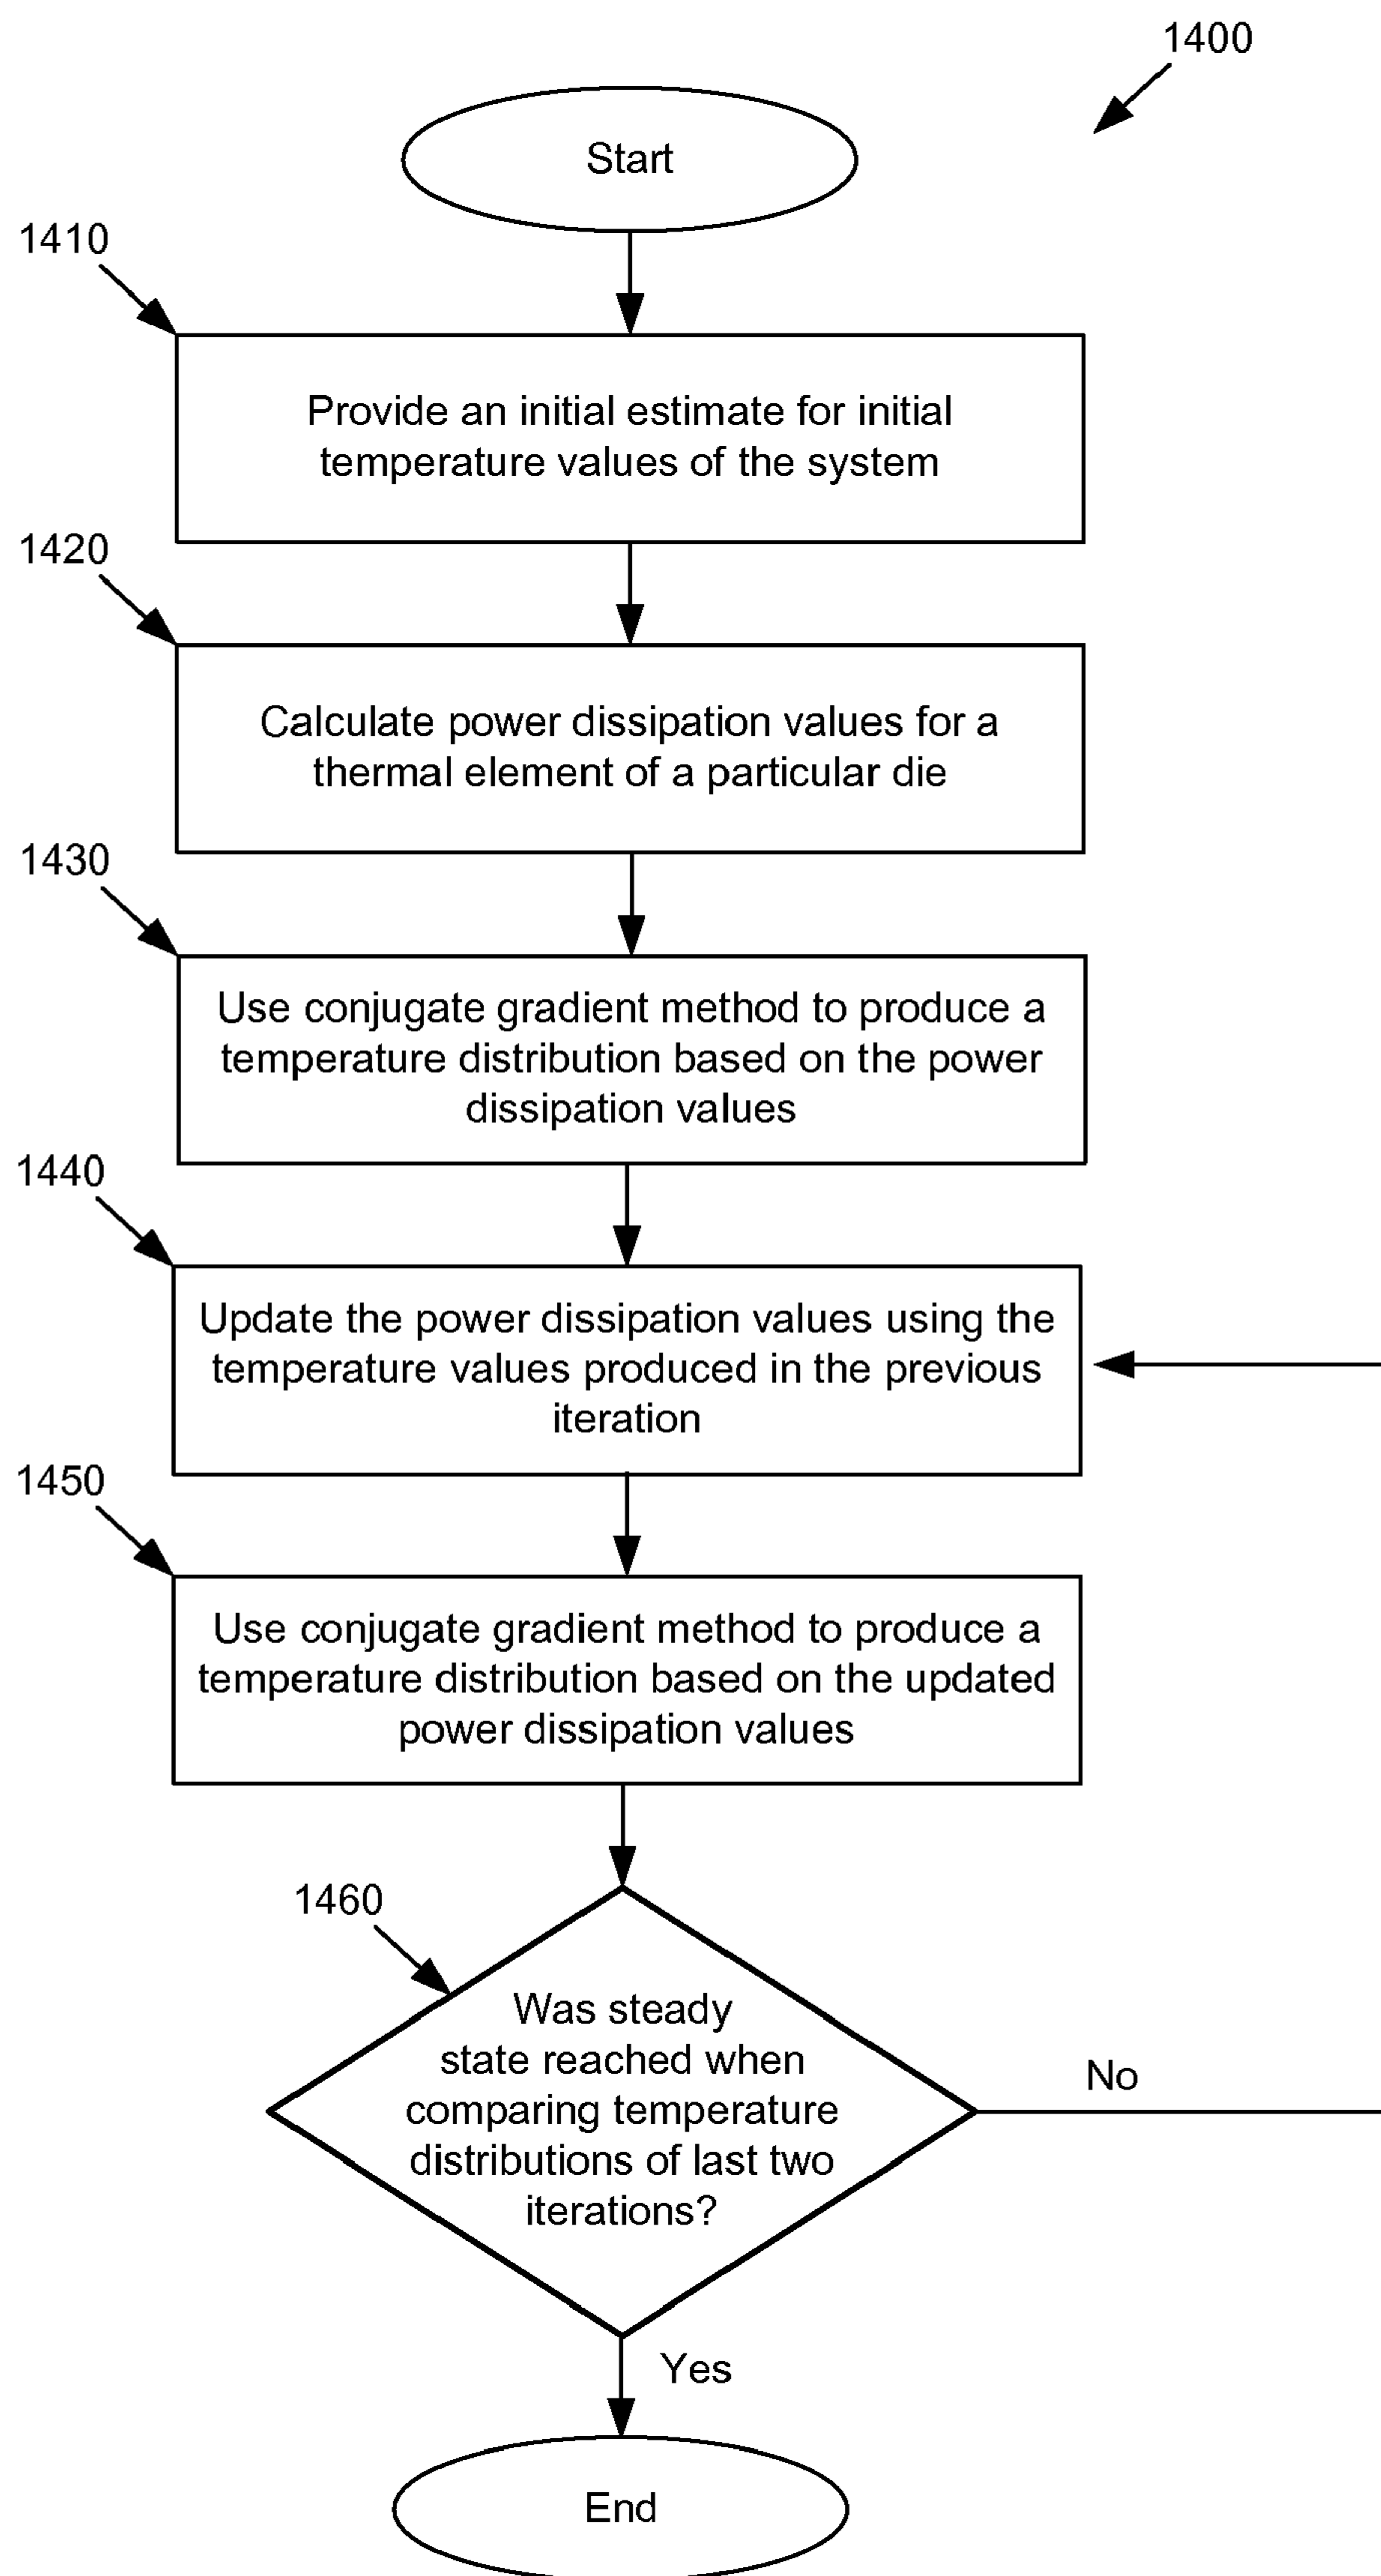 1400
Start
1410
Provide an initial estimate for initial
temperature values of the system
1420
Calculate power dissipation values for a
thermal element of a particular die
1430
Use conjugate gradient method to produce a
temperature distribution based on the power
dissipation values
1440
Update the power dissipation values using the
temperature values produced in the previous
iteration
1450
Use conjugate gradient method to produce a
temperature distribution based on the updated
power dissipation values
1460
Was steady
state reached when
comparing temperature
distributions of last two
iterations?
No
Yes
End